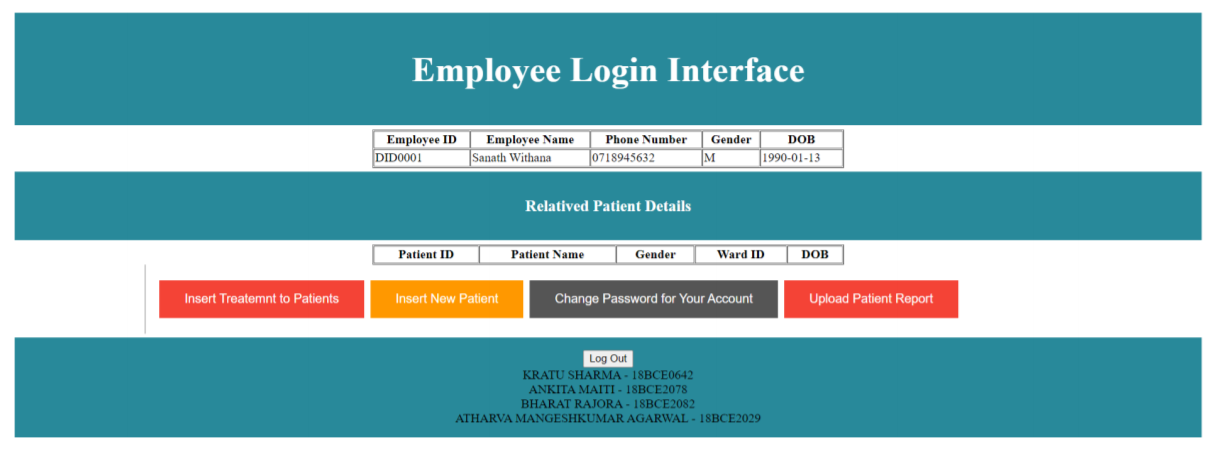 Employee Login Interface
Employee ID Employee Name Phone Number Gender DOB
DID0001 Sanath Withana 0718945632 M 1990-01-13
Relatived Patient Details
Patient ID Patient Name Gender Ward ID DOB
Insert Treatemnt to Patients Insert New Patient Change Password for Your Account Upload Patient Report
Log Out
KRATU SHARMA - 18BCE0642
ANKITA MAITI - 18BCE2078
BHARAT RAJORA - 18BCE2082
ATHARVA MANGESHKUMAR AGARWAL - 18BCE2029